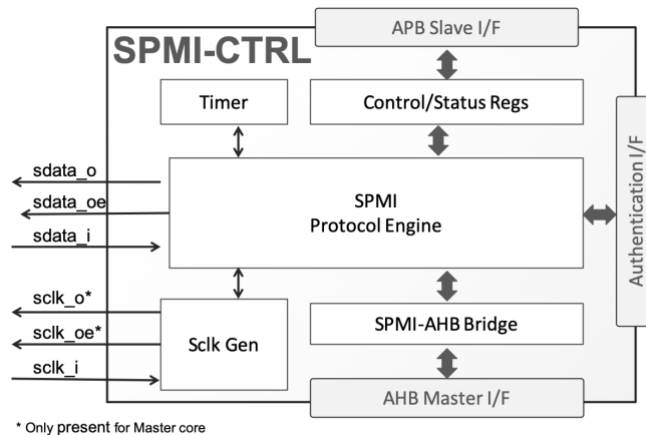 APB Slave I/F
SPMI-CTRL
Timer
Control/Status Regs
sdata_o
sdata_oe
sdata_i
SPMI
Protocol Engine
Authentication I/F
sclk_o*
sclk_oe*
sclk_i
Sclk Gen
SPMI-AHB Bridge
AHB Master I/F
* Only present for Master core